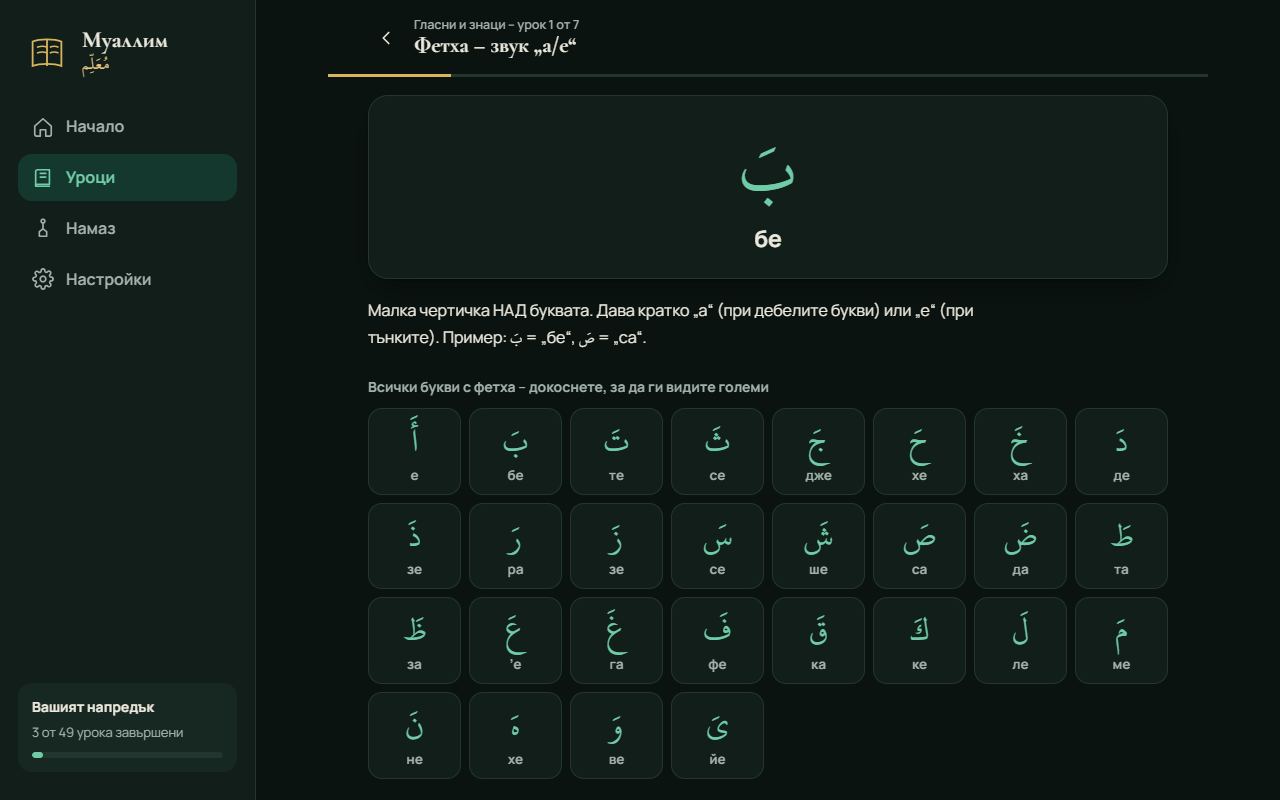 Муаллим
مُعَلِّم
Начало
Уроци
Намаз
Настройки
Вашият напредък
3 от 49 урока завършени
Гласни и знаци – урок 1 от 7
Фетха – звук „а/е“
بَ
бе
Малка чертичка НАД буквата. Дава кратко „а“ (при дебелите букви) или „е“ (при
тънките). Пример: بَ = „бе“, صَ = „са“.
Всички букви с фетха – докоснете, за да ги видите големи
أَ بَ تَ ثَ جَ حَ خَ دَ
е бе те се дже хе ха де
ذَ رَ زَ سَ شَ صَ ضَ طَ
зе ра зе се ше са да та
ظَ عَ غَ فَ قَ كَ لَ مَ
за ’е га фе ка ке ле ме
نَ هَ وَ یَ
не хе ве йе